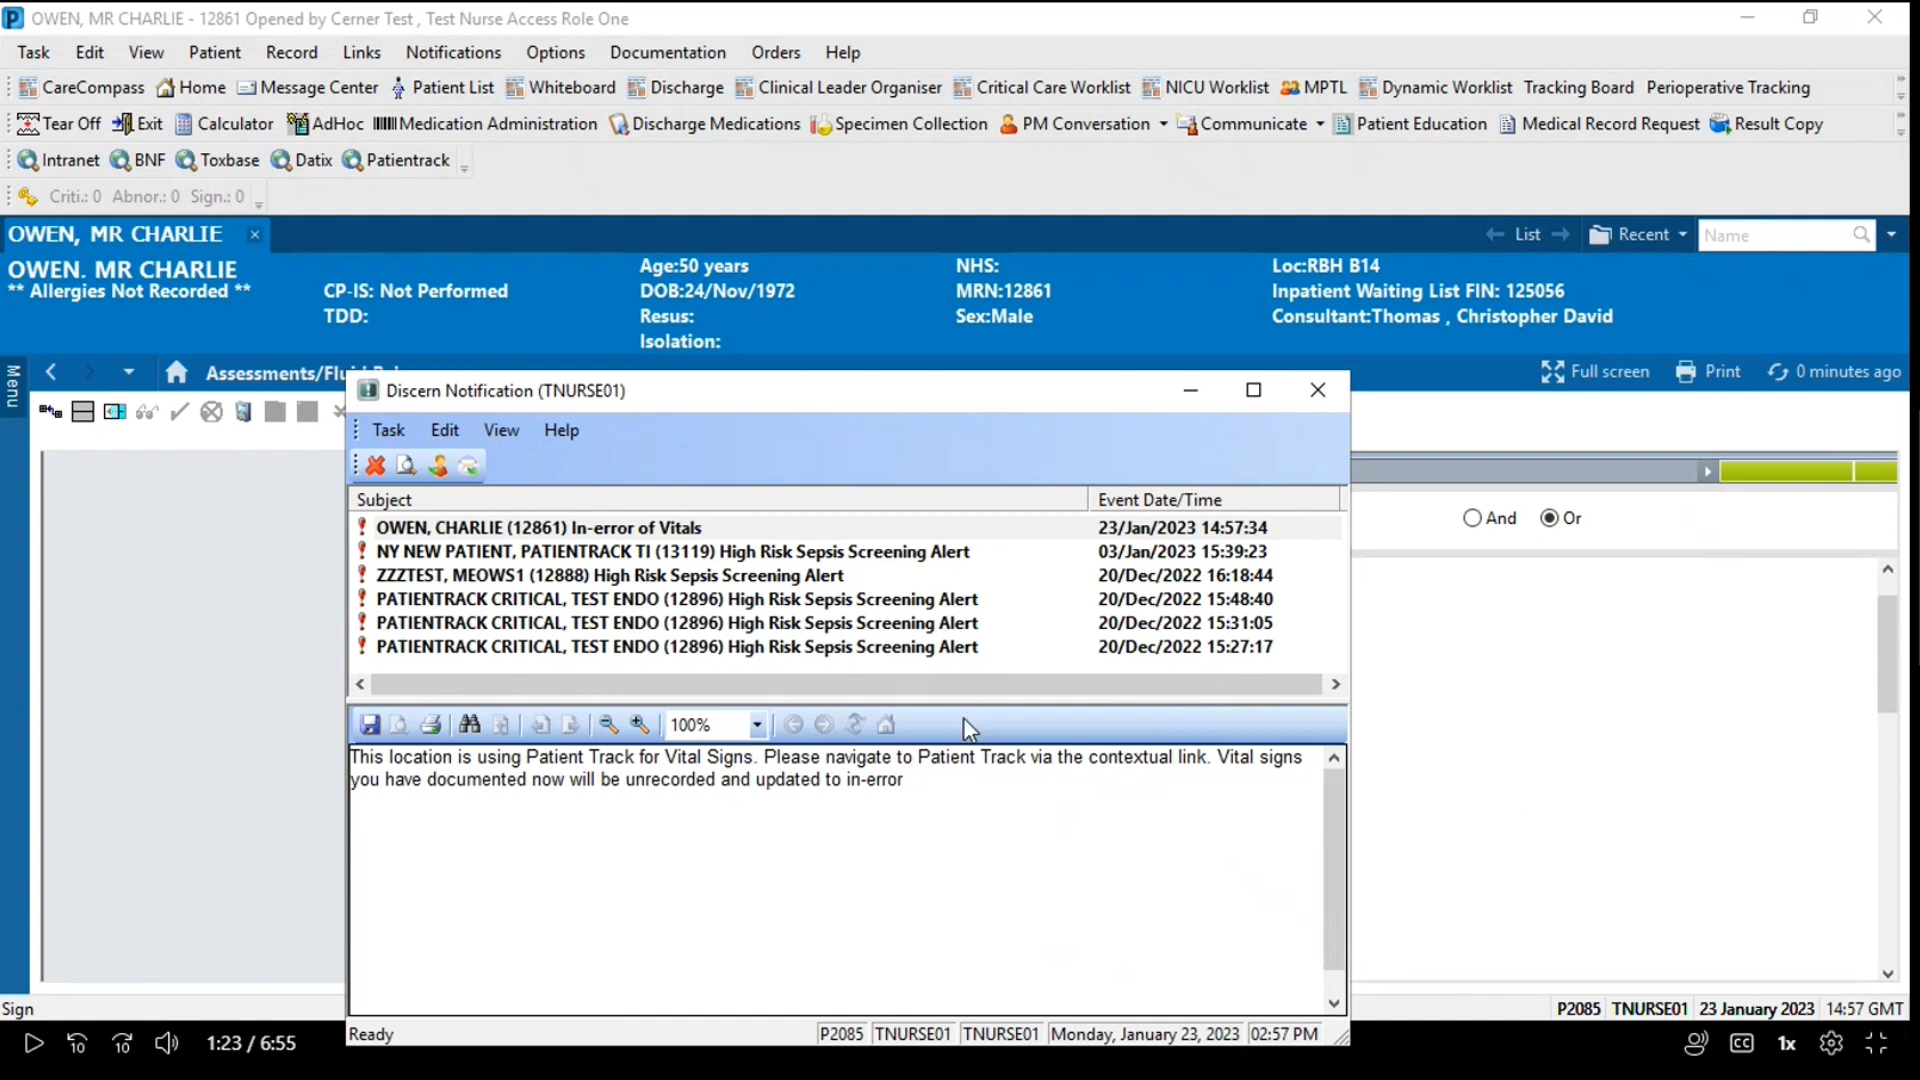 OWEN, MR CHARLIE - 12861 Opened by Cerner Test , Test Nurse Access Role One
Task Edit View Patient Record Links Notifications Options Documentation Orders Help
CareCompass Home Message Center Patient List Whiteboard Discharge Clinical Leader Organiser Critical Care Worklist NICU Worklist MPTL Dynamic Worklist Tracking Board Perioperative Tracking
Tear Off Exit Calculator AdHoc Medication Administration Discharge Medications Specimen Collection PM Conversation Communicate Patient Education Medical Record Request Result Copy
Intranet BNF Toxbase Datix Patientrack
Criti.: 0 Abnor.: 0 Sign.: 0
OWEN, MR CHARLIE List Recent Name
OWEN. MR CHARLIE Age:50 years NHS: Loc:RBH B14
** Allergies Not Recorded ** CP-IS: Not Performed DOB:24/Nov/1972 MRN:12861 Inpatient Waiting List FIN: 125056
TDD: Resus: Sex:Male Consultant:Thomas , Christopher David
Isolation:
Menu
Assessments/Fluid Full screen Print 0 minutes ago
Discern Notification (TNURSE01)
Task Edit View Help
Subject Event Date/Time
OWEN, CHARLIE (12861) In-error of Vitals 23/Jan/2023 14:57:34
And Or
NY NEW PATIENT, PATIENTRACK TI (13119) High Risk Sepsis Screening Alert 03/Jan/2023 15:39:23
ZZZTEST, MEOWS1 (12888) High Risk Sepsis Screening Alert 20/Dec/2022 16:18:44
PATIENTRACK CRITICAL, TEST ENDO (12896) High Risk Sepsis Screening Alert 20/Dec/2022 15:48:40
PATIENTRACK CRITICAL, TEST ENDO (12896) High Risk Sepsis Screening Alert 20/Dec/2022 15:31:05
PATIENTRACK CRITICAL, TEST ENDO (12896) High Risk Sepsis Screening Alert 20/Dec/2022 15:27:17
100%
This location is using Patient Track for Vital Signs. Please navigate to Patient Track via the contextual link. Vital signs
you have documented now will be unrecorded and updated to in-error
Sign P2085 TNURSE01 23 January 2023 14:57 GMT
Ready P2085 TNURSE01 TNURSE01 Monday, January 23, 2023 02:57 PM
10 10 1:23 / 6:55 CC 1x